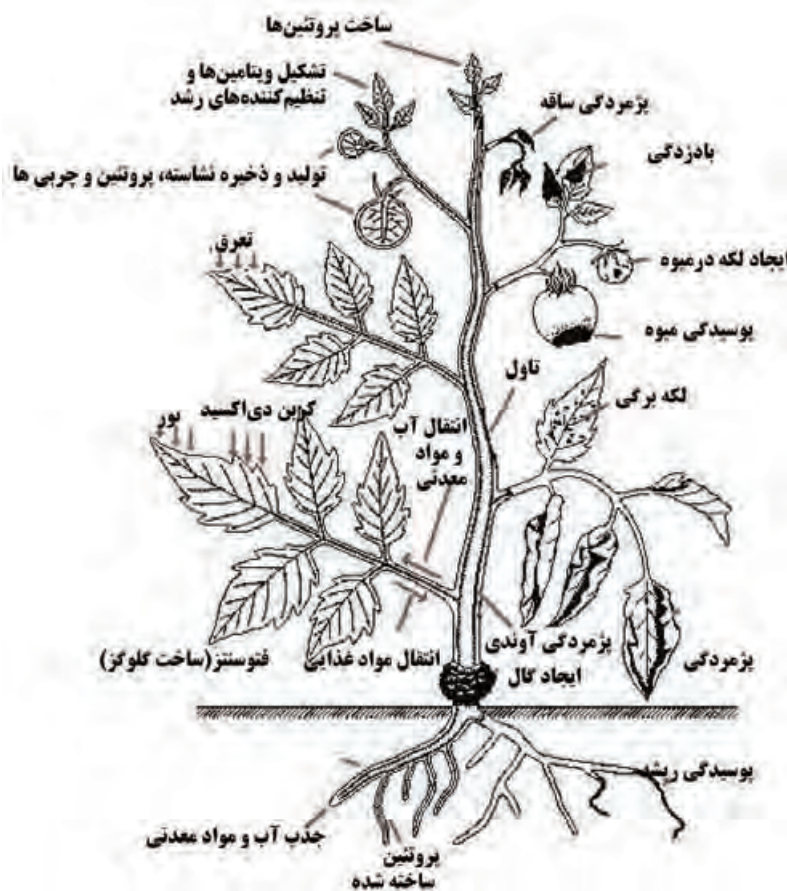 ساخت پروتئین‌ها
تشکیل ویتامین‌ها و
تنظیم‌کننده‌های رشد
پژمردگی ساقه
بادزدگی
تولید و ذخیره نشاسته، پروتئین و چربی ها
تعرق
ایجاد لکه درمیوه
پوسیدگی میوه
تاول
لکه برگی
کربن دی‌اکسید
نور
انتقال آب
و مواد
معدنی
فتوسنتز(ساخت گلوگز)
انتقال مواد غذایی
پژمردگی آوندی
پژمردگی
ایجاد گال
پوسیدگی ریشه
جذب آب و مواد معدنی
پروتئین
ساخته شده